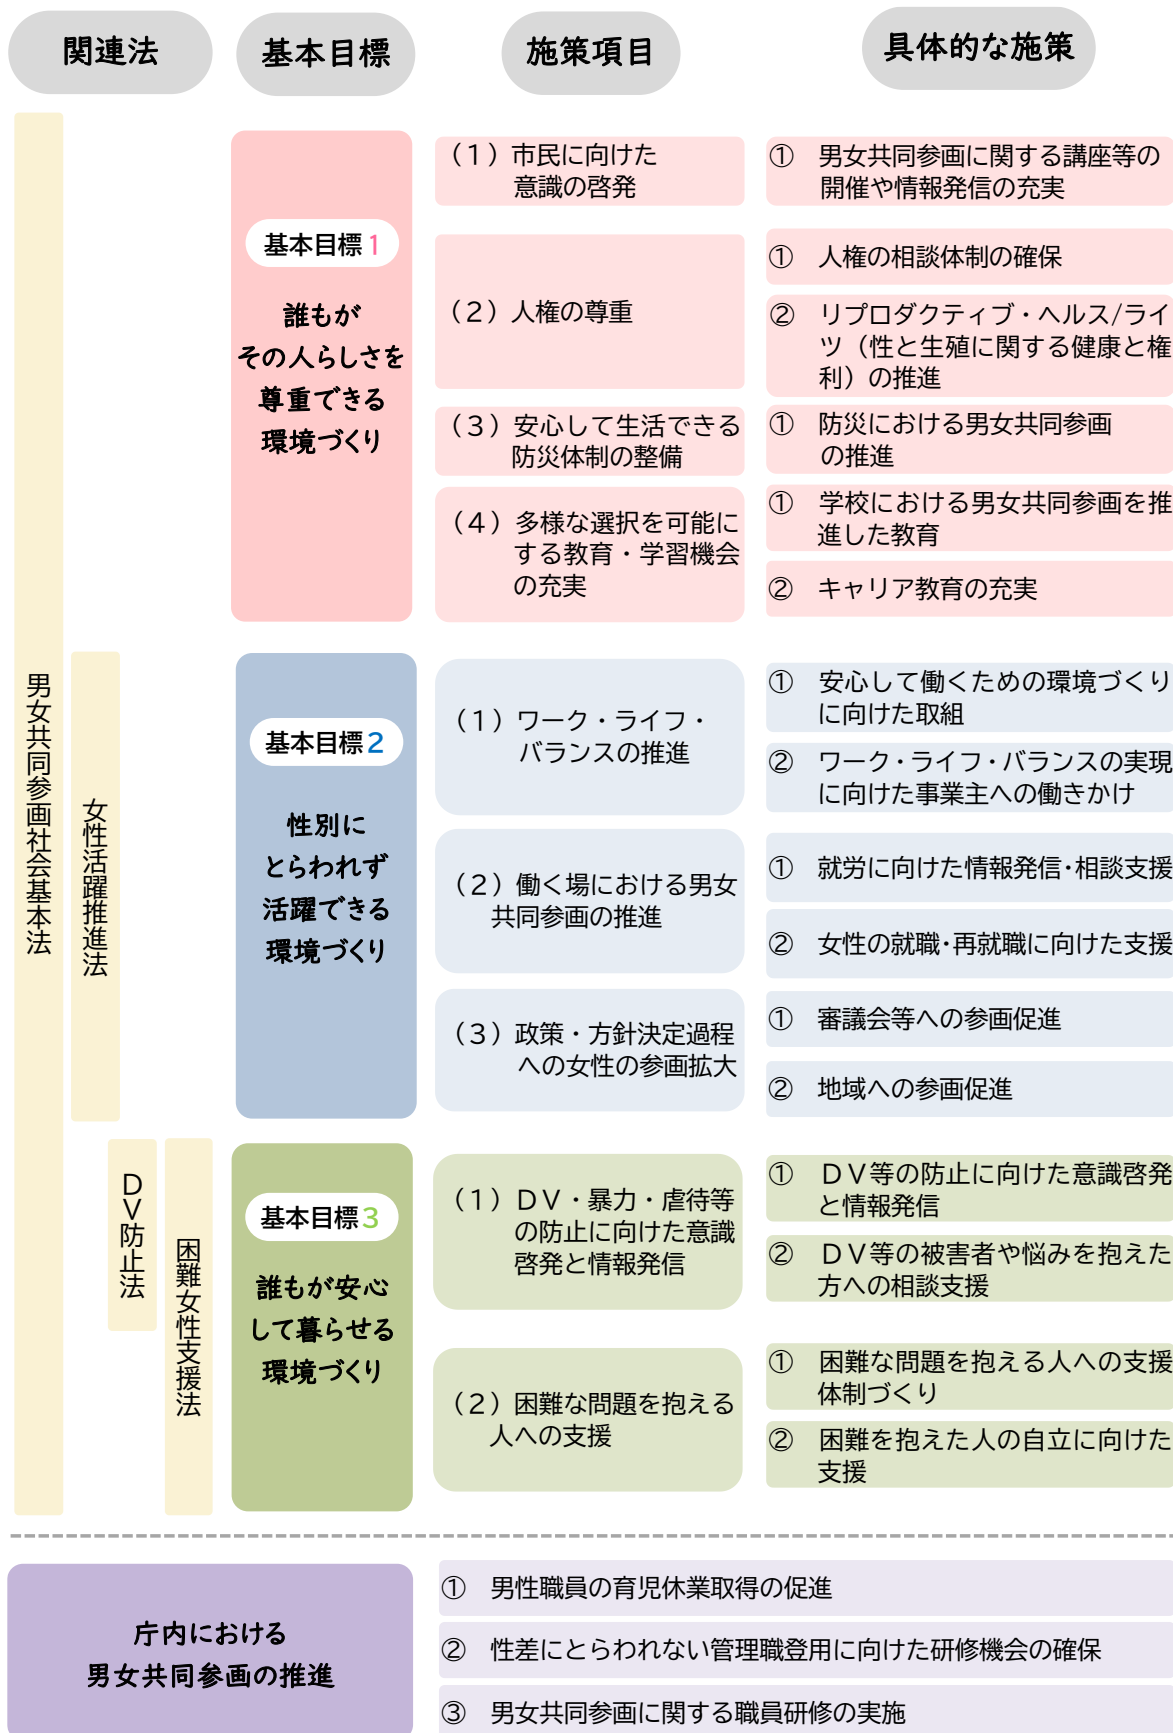 関連法
基本目標
施策項目
具体的な施策
男女共同参画社会基本法
女性活躍推進法
DV防止法
困難女性支援法
基本目標1
誰もが
その人らしさを
尊重できる
環境づくり
（1）市民に向けた
意識の啓発
① 男女共同参画に関する講座等の
開催や情報発信の充実
（2）人権の尊重
① 人権の相談体制の確保
② リプロダクティブ・ヘルス/ライ
ツ（性と生殖に関する健康と権
利）の推進
（3）安心して生活できる
防災体制の整備
① 防災における男女共同参画
の推進
（4）多様な選択を可能に
する教育・学習機会
の充実
① 学校における男女共同参画を推
進した教育
② キャリア教育の充実
基本目標2
性別に
とらわれず
活躍できる
環境づくり
（1）ワーク・ライフ・
バランスの推進
① 安心して働くための環境づくり
に向けた取組
② ワーク・ライフ・バランスの実現
に向けた事業主への働きかけ
（2）働く場における男女
共同参画の推進
① 就労に向けた情報発信・相談支援
② 女性の就職・再就職に向けた支援
（3）政策・方針決定過程
への女性の参画拡大
① 審議会等への参画促進
② 地域への参画促進
基本目標3
誰もが安心
して暮らせる
環境づくり
（1）DV・暴力・虐待等
の防止に向けた意識
啓発と情報発信
① DV等の防止に向けた意識啓発
と情報発信
② DV等の被害者や悩みを抱えた
方への相談支援
（2）困難な問題を抱える
人への支援
① 困難な問題を抱える人への支援
体制づくり
② 困難を抱えた人の自立に向けた
支援
庁内における
男女共同参画の推進
① 男性職員の育児休業取得の促進
② 性差にとらわれない管理職登用に向けた研修機会の確保
③ 男女共同参画に関する職員研修の実施